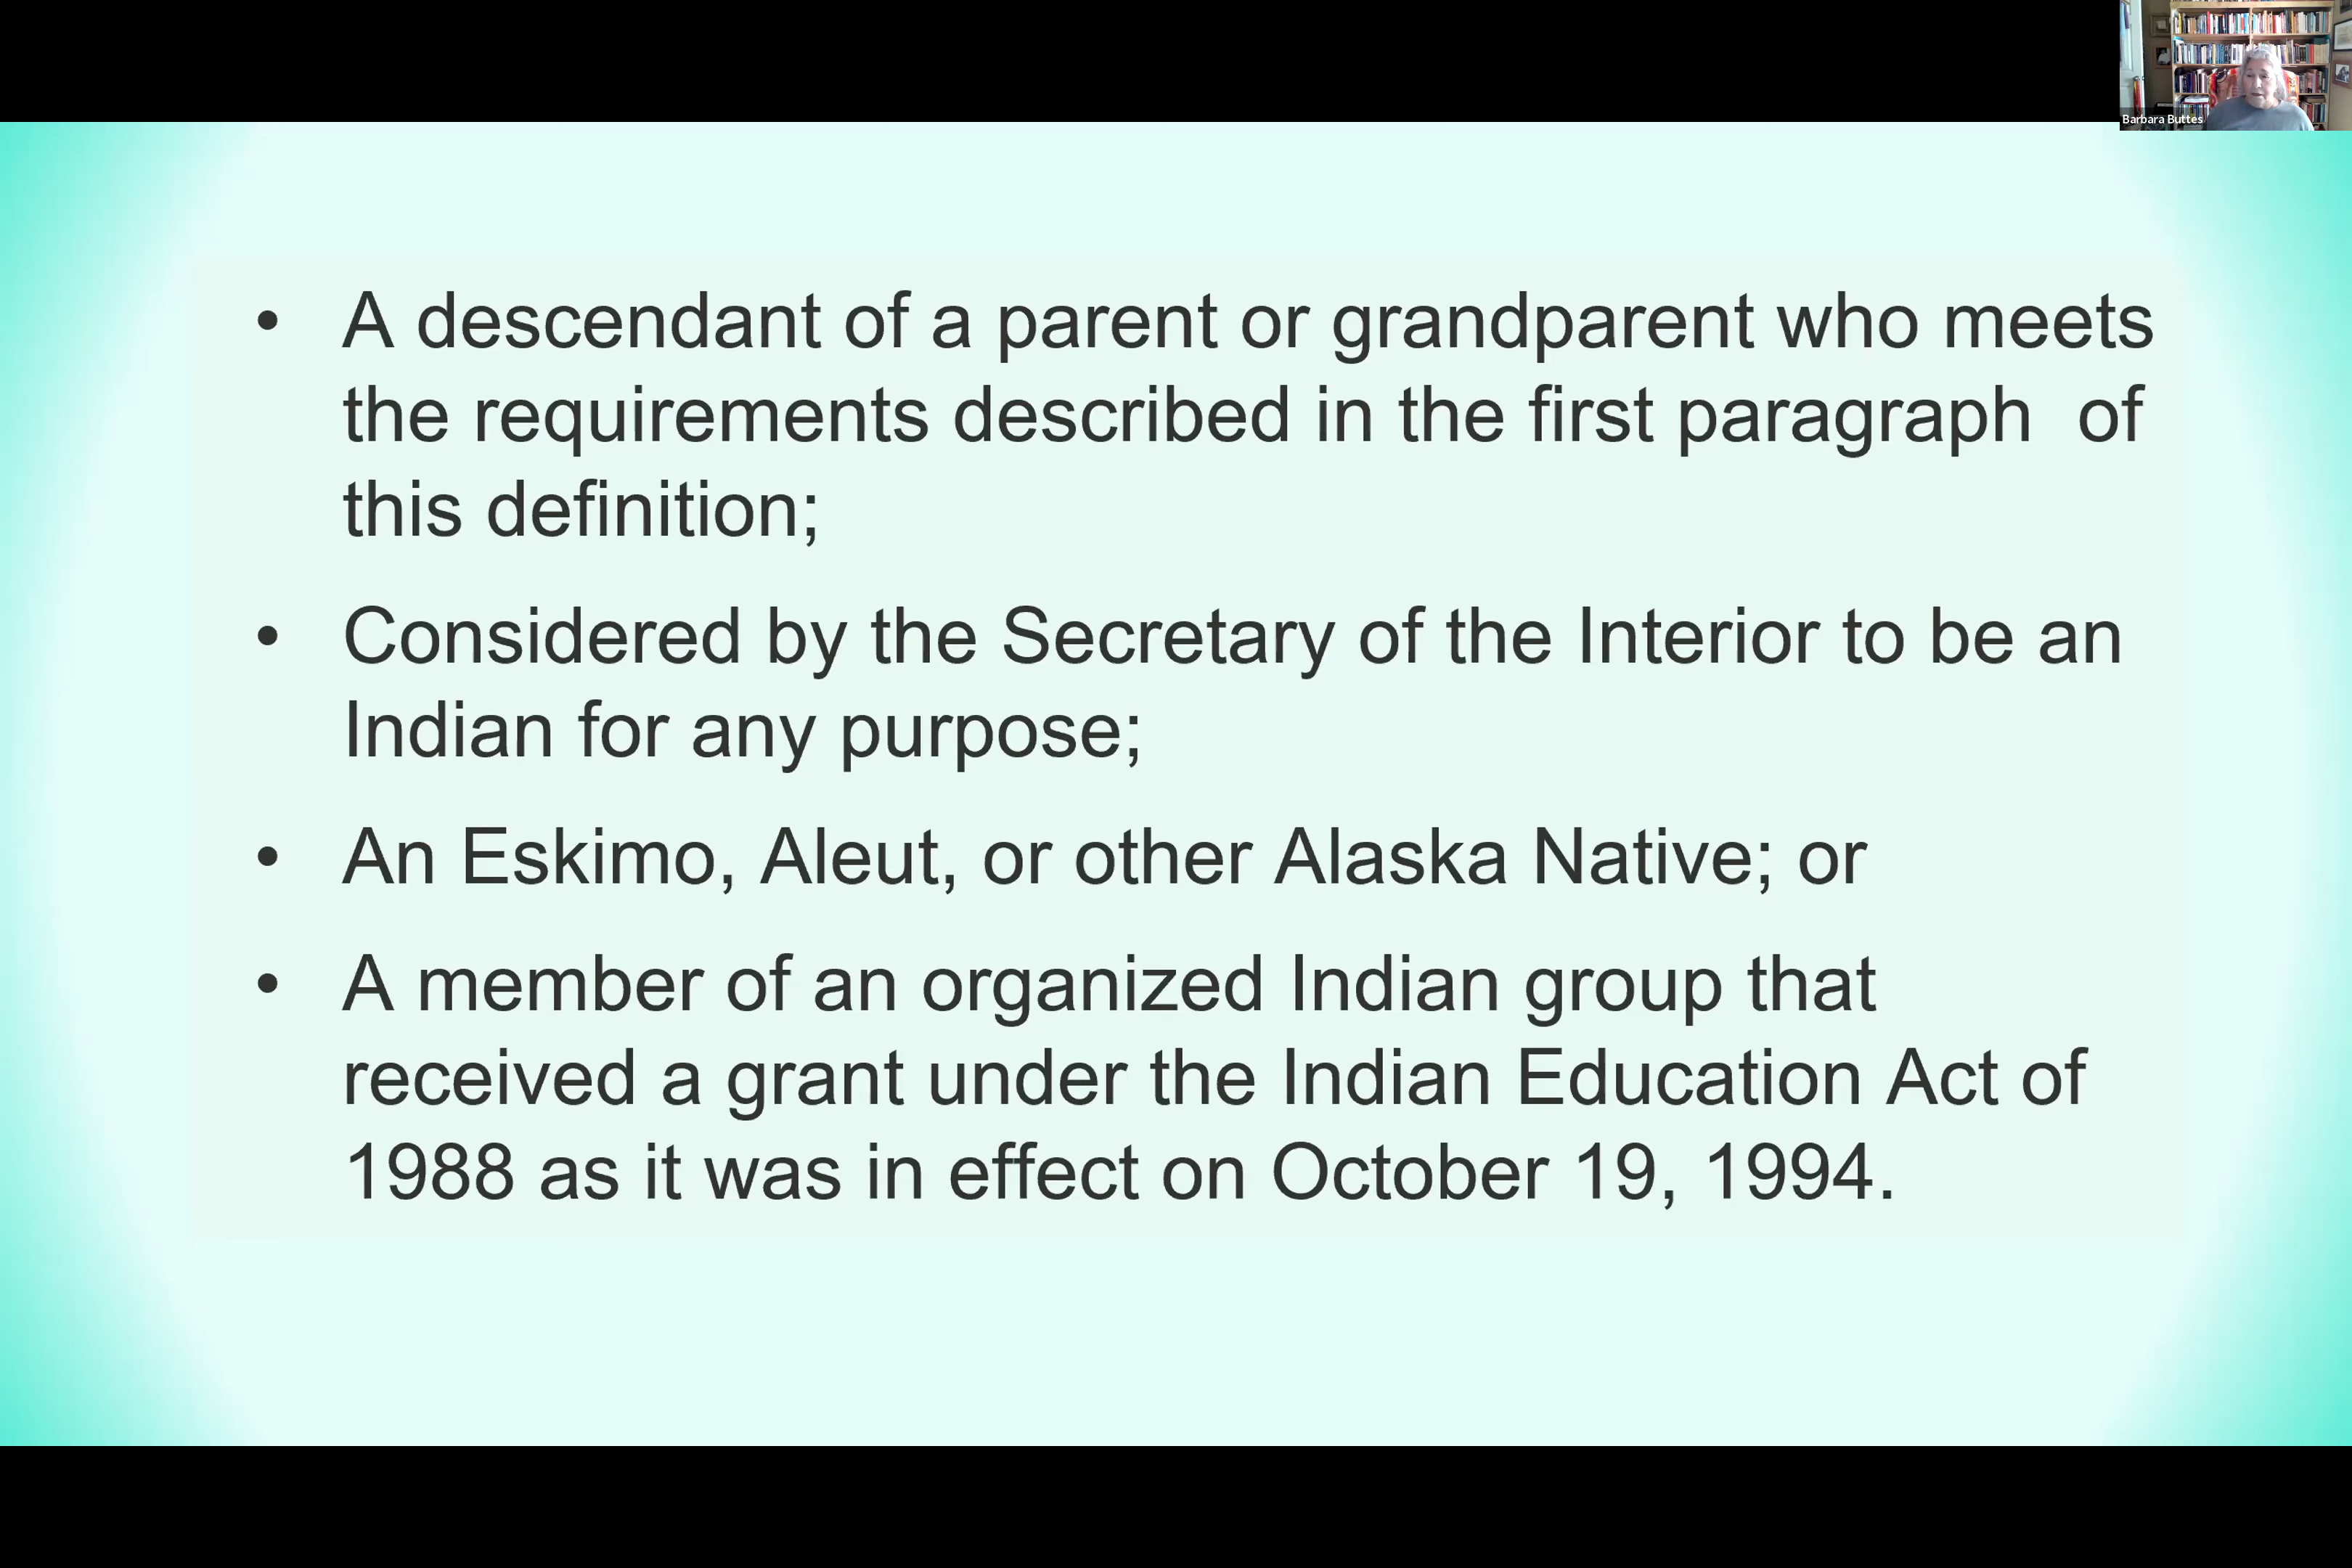 Barbara Buttes
• A descendant of a parent or grandparent who meets
the requirements described in the first paragraph  of
this definition;
• Considered by the Secretary of the Interior to be an
Indian for any purpose;
• An Eskimo, Aleut, or other Alaska Native; or
• A member of an organized Indian group that
received a grant under the Indian Education Act of
1988 as it was in effect on October 19, 1994.